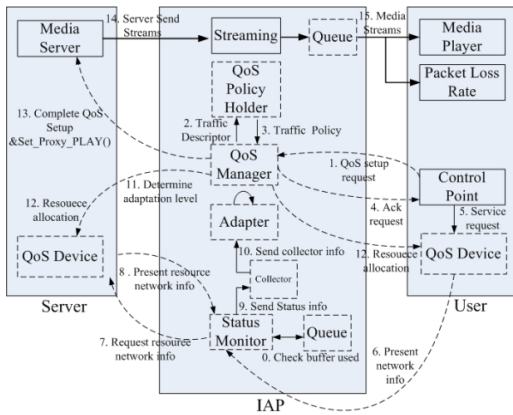 Media
Server
14. Server Send
Streams
Streaming
Queue
15. Media
Streams
Media
Player
Packet Loss
Rate
QoS
Policy
Holder
13. Complete QoS
Setup
&Set_Proxy_PLAY()
2. Traffic
Descriptor
3. Traffic Policy
QoS
Manager
1. QoS setup
request
Control
Point
11. Determine
adaptation level
12. Resouece
allocation
4. Ack
request
5. Service
request
Adapter
QoS Device
8 . Present resource
network info
10. Send collector info
Collector
12. Resouece
allocation
QoS Device
Server
User
9. Send Status info
7. Request resource
network info
Status
Monitor
Queue
0. Check buffer used
6. Present
network
info
IAP